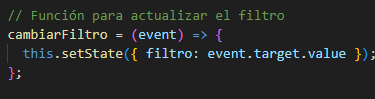 // Función para actualizar el filtro
cambiarFiltro = (event) => {
  this.setState({ filtro: event.target.value });
};